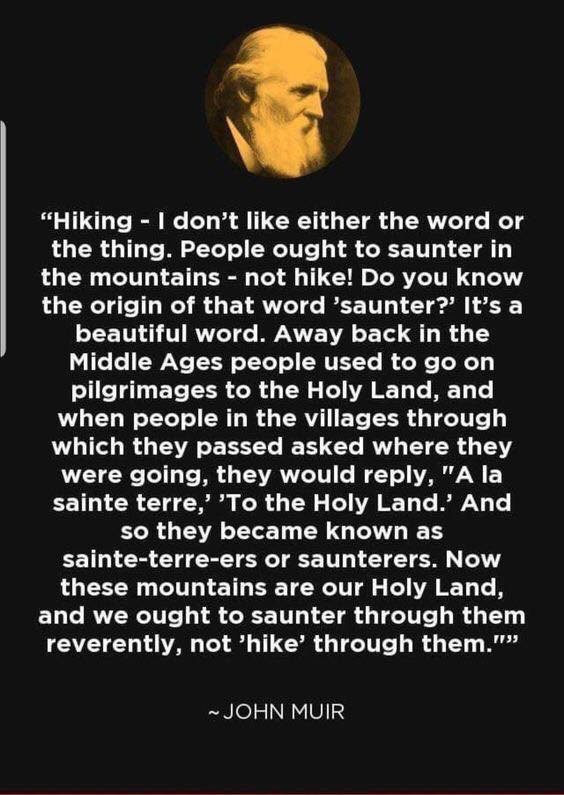 “Hiking - I don’t like either the word or
the thing. People ought to saunter in
the mountains - not hike! Do you know
the origin of that word ’saunter?’ It’s a
beautiful word. Away back in the
Middle Ages people used to go on
pilgrimages to the Holy Land, and
when people in the villages through
which they passed asked where they
were going, they would reply, "A la
sainte terre,’ ’To the Holy Land.’ And
so they became known as
sainte-terre-ers or saunterers. Now
these mountains are our Holy Land,
and we ought to saunter through them
reverently, not ’hike’ through them."”
~ JOHN MUIR